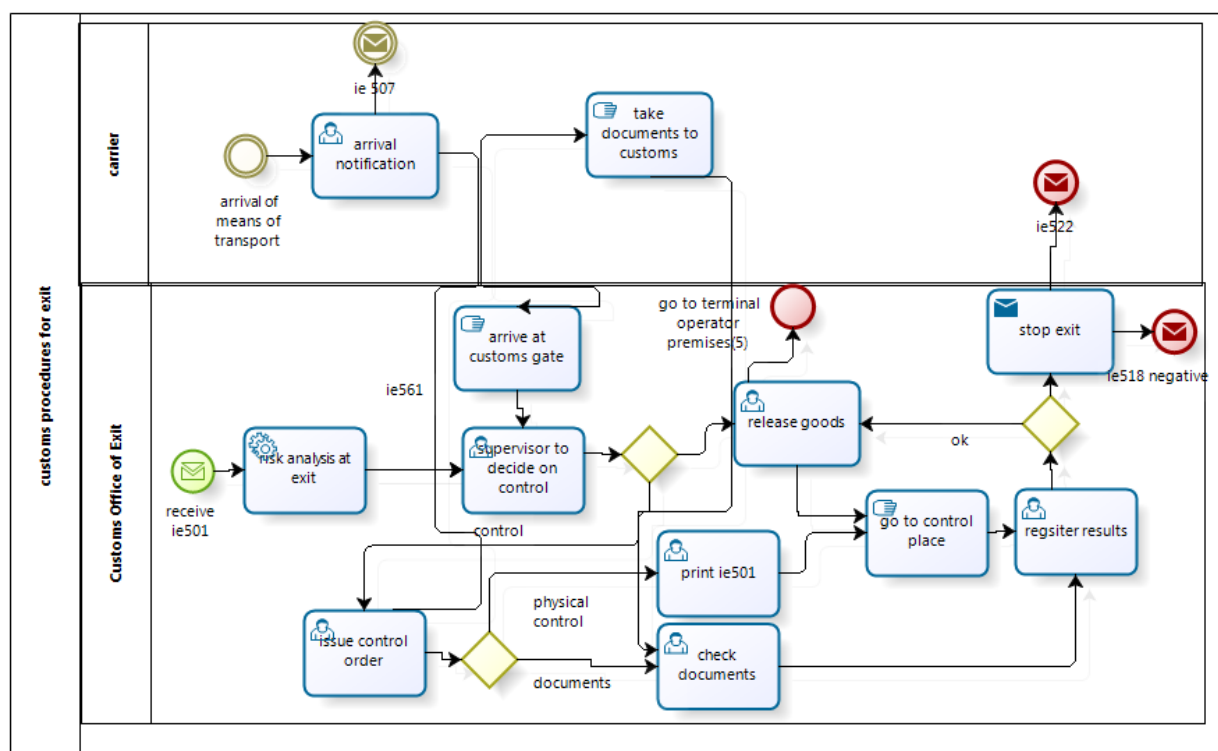 customs procedures for exit
carrier
ie 507
arrival
notification
arrival of
means of
transport
take
documents to
customs
ie522
Customs Office of Exit
arrive at
customs gate
go to terminal
operator
premises(5)
stop exit
ie518 negative
ie561
release goods
ok
receive
ie501
risk analysis at
exit
supervisor to
decide on
control
control
go to control
place
regsiter results
print ie501
physical
control
issue control
order
documents
check
documents